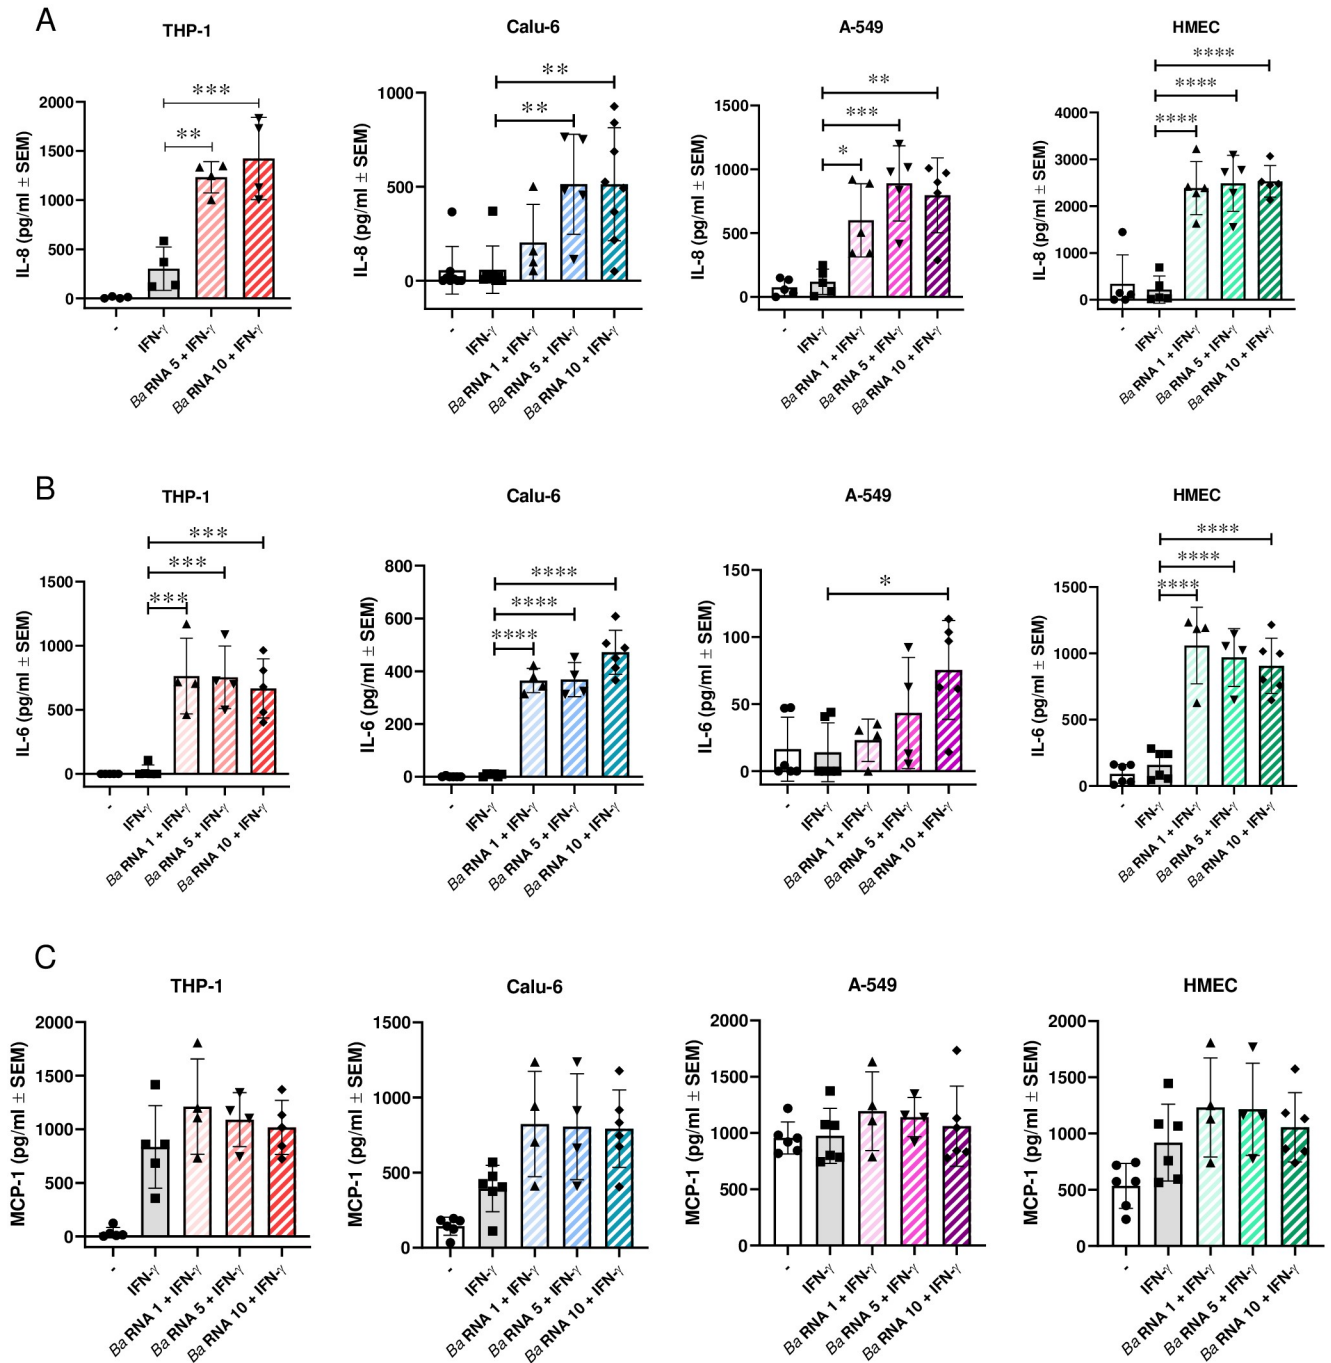 A
THP-1
IL-8 (pg/ml ± SEM)
2000
1500
1000
500
0
***
**
-
IFN-γ
Ba RNA 5 + IFN-γ
Ba RNA 10 + IFN-γ
Calu-6
IL-8 (pg/ml ± SEM)
1000
500
0
**
**
-
IFN-γ
Ba RNA 1 + IFN-γ
Ba RNA 5 + IFN-γ
Ba RNA 10 + IFN-γ
A-549
IL-8 (pg/ml ± SEM)
1500
1000
500
0
**
***
*
-
IFN-γ
Ba RNA 1 + IFN-γ
Ba RNA 5 + IFN-γ
Ba RNA 10 + IFN-γ
HMEC
IL-8 (pg/ml ± SEM)
4000
3000
2000
1000
0
****
****
****
-
IFN-γ
Ba RNA 1 + IFN-γ
Ba RNA 5 + IFN-γ
Ba RNA 10 + IFN-γ
B
THP-1
IL-6 (pg/ml ± SEM)
1500
1000
500
0
***
***
***
-
IFN-γ
Ba RNA 1 + IFN-γ
Ba RNA 5 + IFN-γ
Ba RNA 10 + IFN-γ
Calu-6
IL-6 (pg/ml ± SEM)
800
600
400
200
0
****
****
****
-
IFN-γ
Ba RNA 1 + IFN-γ
Ba RNA 5 + IFN-γ
Ba RNA 10 + IFN-γ
A-549
IL-6 (pg/ml ± SEM)
150
100
50
0
*
-
IFN-γ
Ba RNA 1 + IFN-γ
Ba RNA 5 + IFN-γ
Ba RNA 10 + IFN-γ
HMEC
IL-6 (pg/ml ± SEM)
1500
1000
500
0
****
****
****
-
IFN-γ
Ba RNA 1 + IFN-γ
Ba RNA 5 + IFN-γ
Ba RNA 10 + IFN-γ
C
THP-1
MCP-1 (pg/ml ± SEM)
2000
1500
1000
500
0
-
IFN-γ
Ba RNA 1 + IFN-γ
Ba RNA 5 + IFN-γ
Ba RNA 10 + IFN-γ
Calu-6
MCP-1 (pg/ml ± SEM)
1500
1000
500
0
-
IFN-γ
Ba RNA 1 + IFN-γ
Ba RNA 5 + IFN-γ
Ba RNA 10 + IFN-γ
A-549
MCP-1 (pg/ml ± SEM)
2000
1500
1000
500
0
-
IFN-γ
Ba RNA 1 + IFN-γ
Ba RNA 5 + IFN-γ
Ba RNA 10 + IFN-γ
HMEC
MCP-1 (pg/ml ± SEM)
2000
1500
1000
500
0
-
IFN-γ
Ba RNA 1 + IFN-γ
Ba RNA 5 + IFN-γ
Ba RNA 10 + IFN-γ